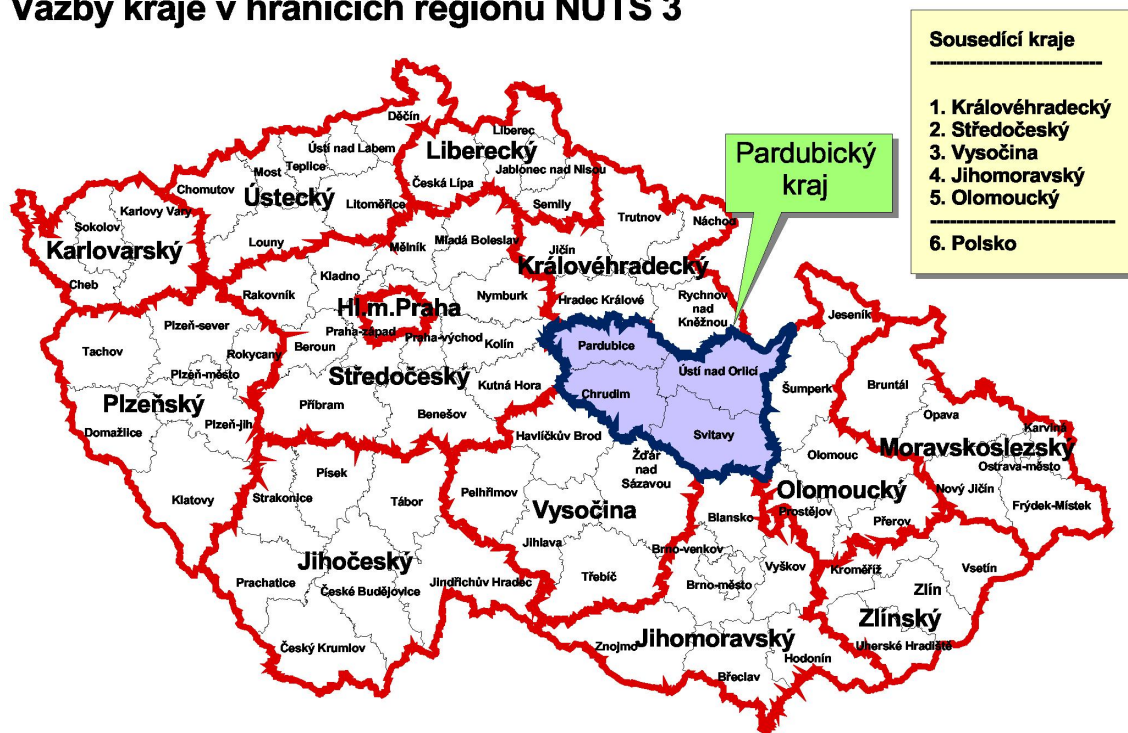 Vazby kraje v hranicích regionů NUTS 3
Sousedící kraje
--------------------------
1. Královéhradecký
2. Středočeský
3. Vysočina
4. Jihomoravský
5. Olomoucký
----------------------------
6. Polsko
Pardubický
kraj
Děčín
Ústí nad Labem
Teplice
Most
Chomutov
Ústecký
Litoměřice
Louny
Liberec
Liberecký
Jablonec nad Nisou
Česká Lípa
Semily
Karlovy Vary
Sokolov
Karlovarský
Cheb
Trutnov
Náchod
Jičín
Královéhradecký
Hradec Králové
Rychnov
nad
Kněžnou
Mělník
Mladá Boleslav
Kladno
Rakovník
Nymburk
Hl.m.Praha
Praha-západ
Praha-východ
Kolín
Beroun
Středočeský
Kutná Hora
Příbram
Benešov
Plzeň-sever
Tachov
Rokycany
Plzeň-město
Plzeňský
Domažlice
Plzeň-jih
Klatovy
Pardubice
Ústí nad Orlicí
Chrudim
Svitavy
Jeseník
Šumperk
Olomouc
Olomoucký
Prostějov
Přerov
Bruntál
Opava
Karviná
Moravskoslezský
Ostrava-město
Nový Jičín
Frýdek-Místek
Havlíčkův Brod
Žďár
nad
Sázavou
Pelhřimov
Vysočina
Jihlava
Třebíč
Písek
Strakonice
Tábor
Jihočeský
Prachatice
České Budějovice
Jindřichův Hradec
Český Krumlov
Blansko
Brno-venkov
Vyškov
Brno-město
Jihomoravský
Znojmo
Hodonín
Břeclav
Kroměříž
Vsetín
Zlín
Zlínský
Uherské Hradiště